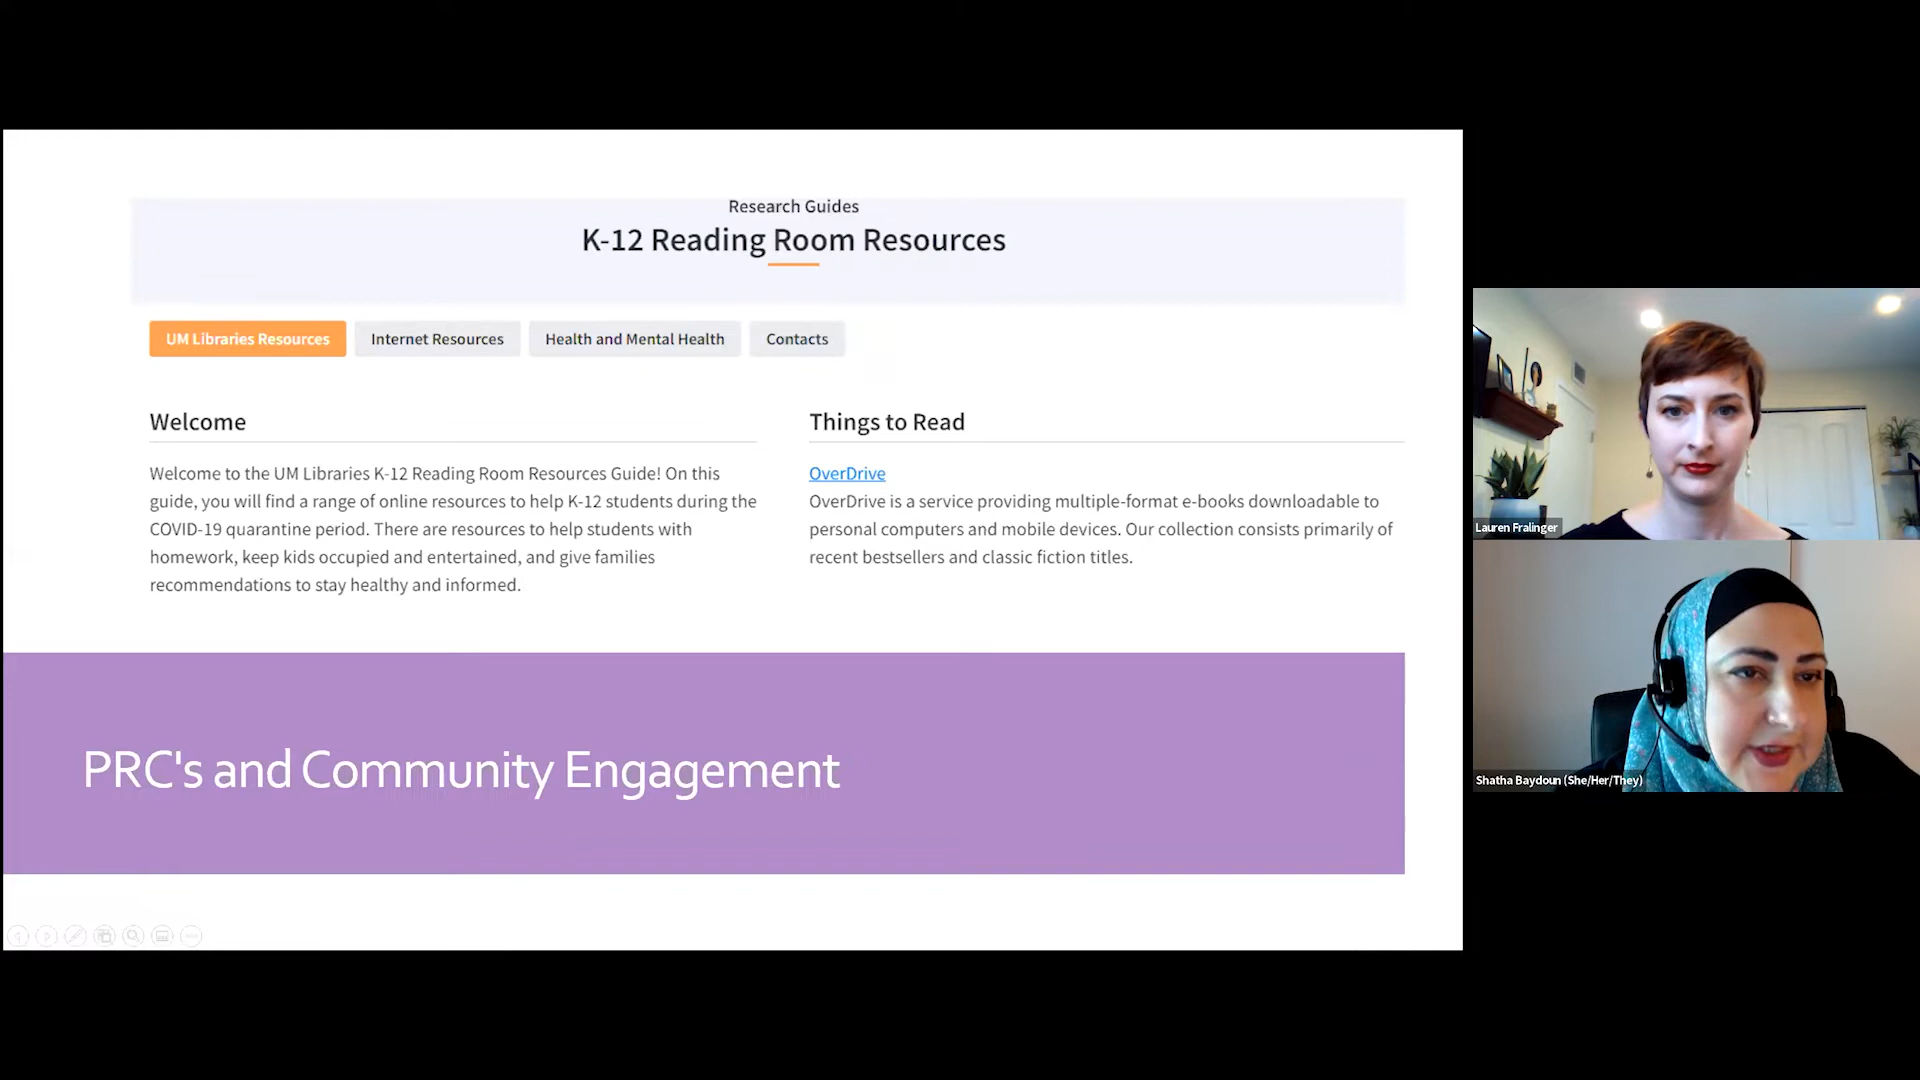 Research Guides
K-12 Reading Room Resources
UM Libraries Resources
Internet Resources
Health and Mental Health
Contacts
Welcome
Welcome to the UM Libraries K-12 Reading Room Resources Guide! On this
guide, you will find a range of online resources to help K-12 students during the
COVID-19 quarantine period. There are resources to help students with
homework, keep kids occupied and entertained, and give families
recommendations to stay healthy and informed.
Things to Read
OverDrive
OverDrive is a service providing multiple-format e-books downloadable to
personal computers and mobile devices. Our collection consists primarily of
recent bestsellers and classic fiction titles.
PRC's and Community Engagement
Lauren Fralinger
Shatha Baydoun (She/Her/They)